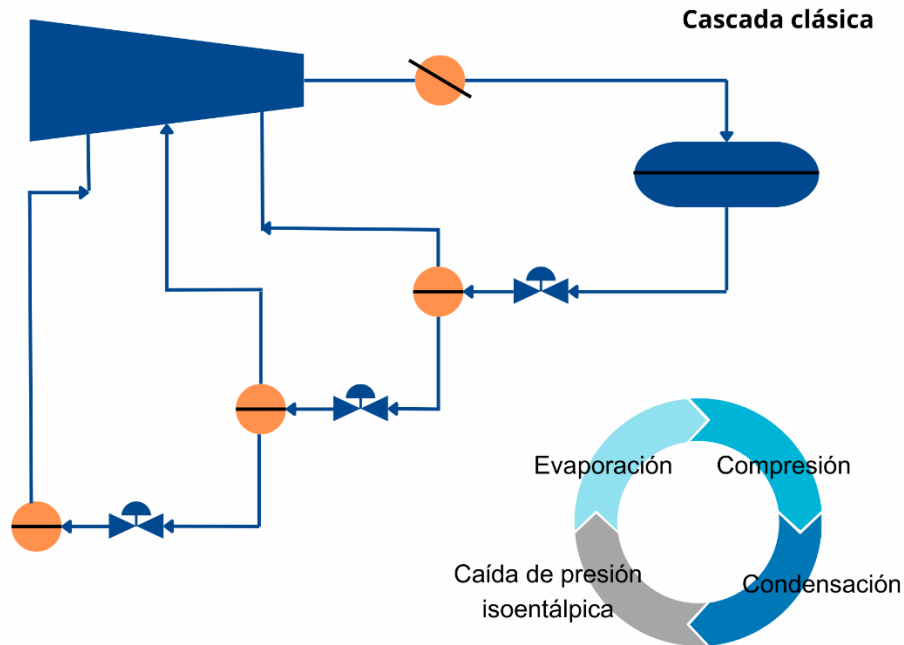 Cascada clásica
Evaporación
Compresión
Caída de presión
isoentálpica
Condensación